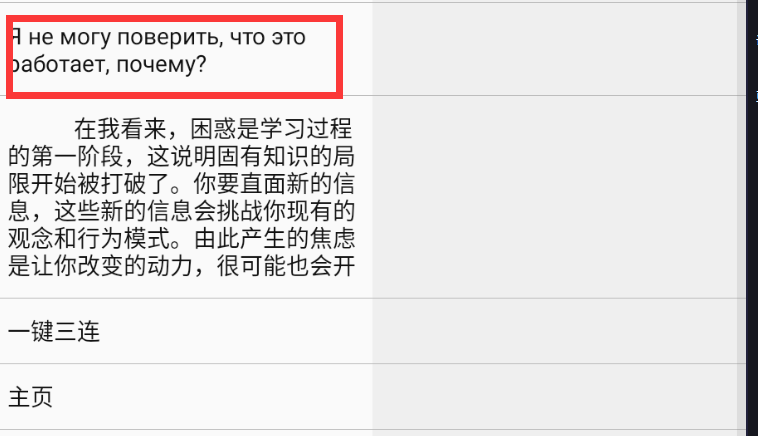 Я не могу поверить, что это
работает, почему?
在我看来，困惑是学习过程
的第一阶段，这说明固有知识的局
限开始被打破了。你要直面新的信
息，这些新的信息会挑战你现有的
观念和行为模式。由此产生的焦虑
是让你改变的动力，很可能也会开
一键三连
主页